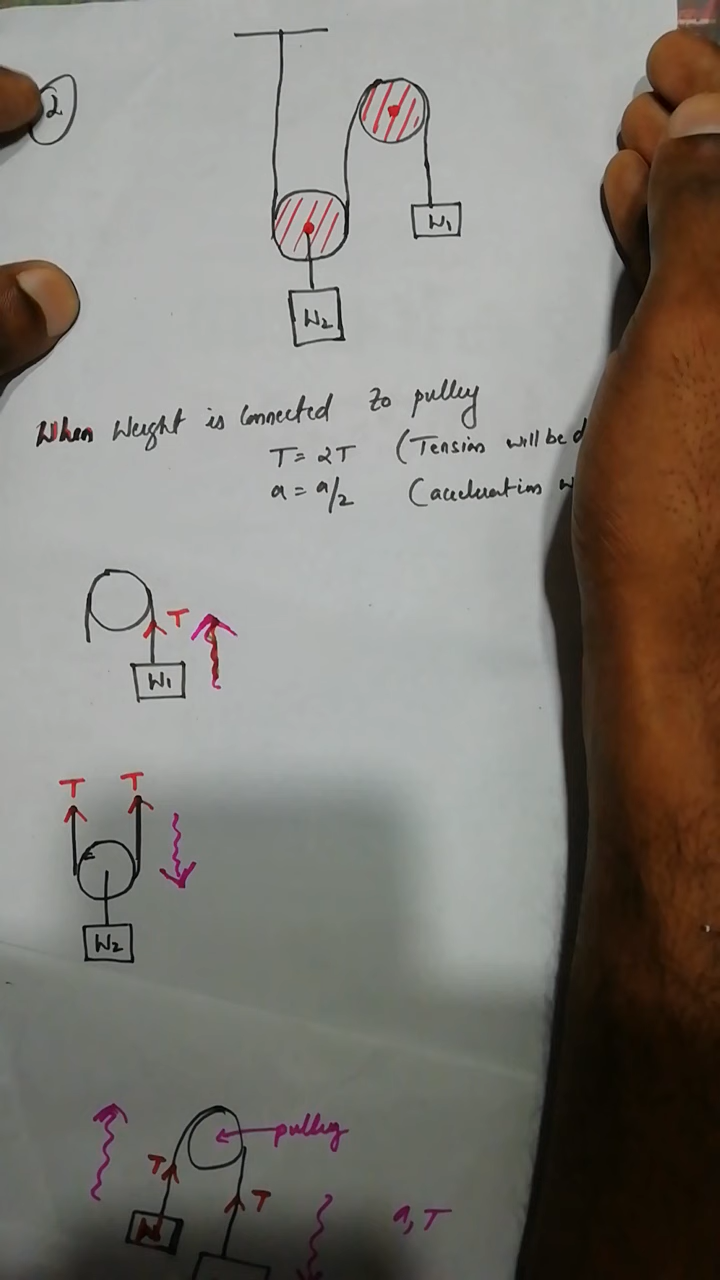 2
W1
W2
When Weight is Connected to pulley
T = 2T (Tension will be
a = a/2 (acceleration
T
W1
T T
W2
pulley
T
T
a, T